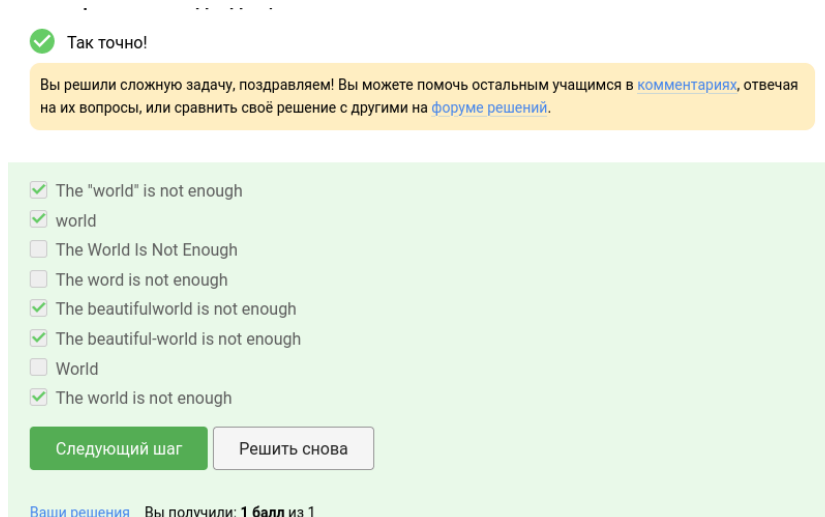 Так точно!
Вы решили сложную задачу, поздравляем! Вы можете помочь остальным учащимся в комментариях, отвечая
на их вопросы, или сравнить своё решение с другими на форуме решений.
The "world" is not enough
world
The World Is Not Enough
The word is not enough
The beautifulworld is not enough
The beautiful-world is not enough
World
The world is not enough
Следующий шаг Решить снова
Ваши решения Вы получили: 1 балл из 1